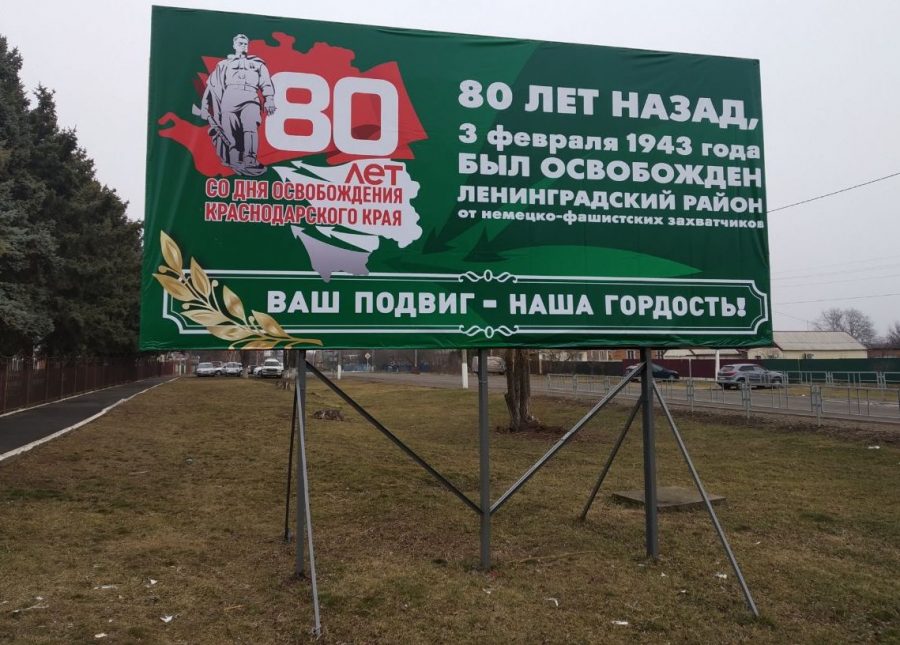 80
лет
СО ДНЯ ОСВОБОЖДЕНИЯ
КРАСНОДАРСКОГО КРАЯ
80 ЛЕТ НАЗАД,
3 февраля 1943 года
БЫЛ ОСВОБОЖДЕН
ЛЕНИНГРАДСКИЙ РАЙОН
от немецко-фашистских захватчиков
ВАШ ПОДВИГ - НАША ГОРДОСТЬ!